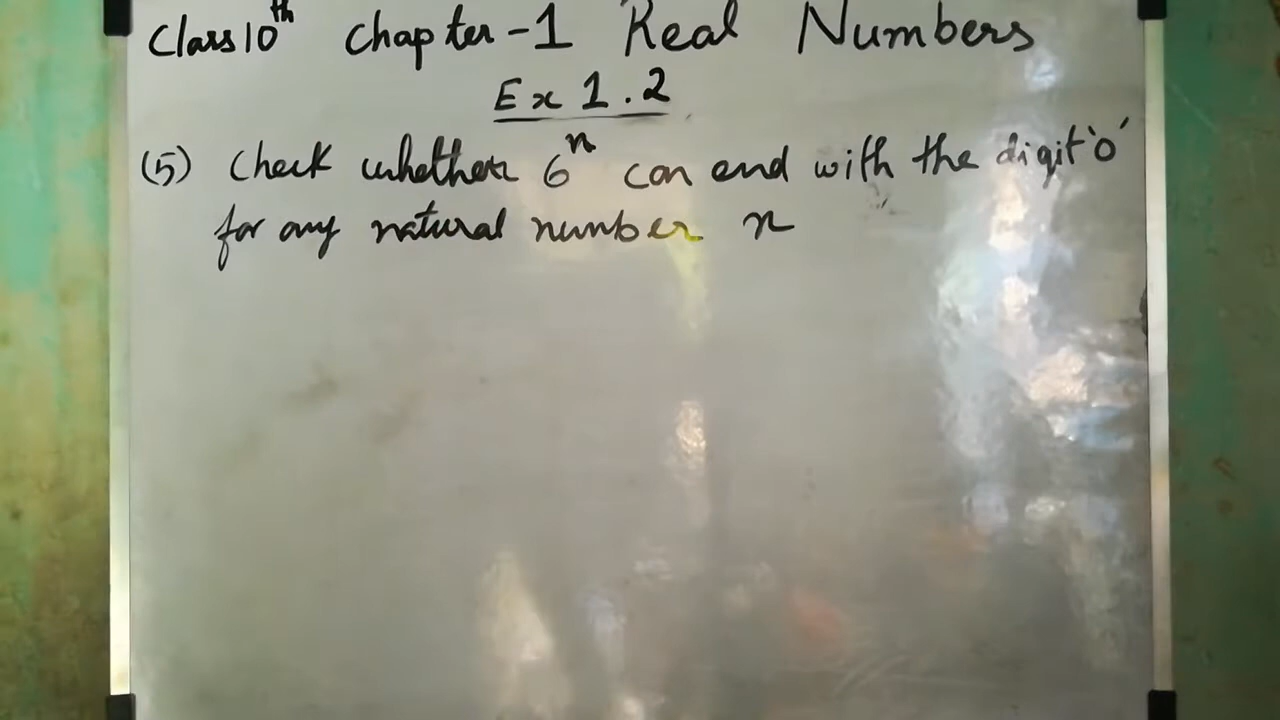 Class 10th Chapter-1 Real Numbers
Ex 1.2
(5) Check whether 6^n can end with the digit '0'
for any natural number n